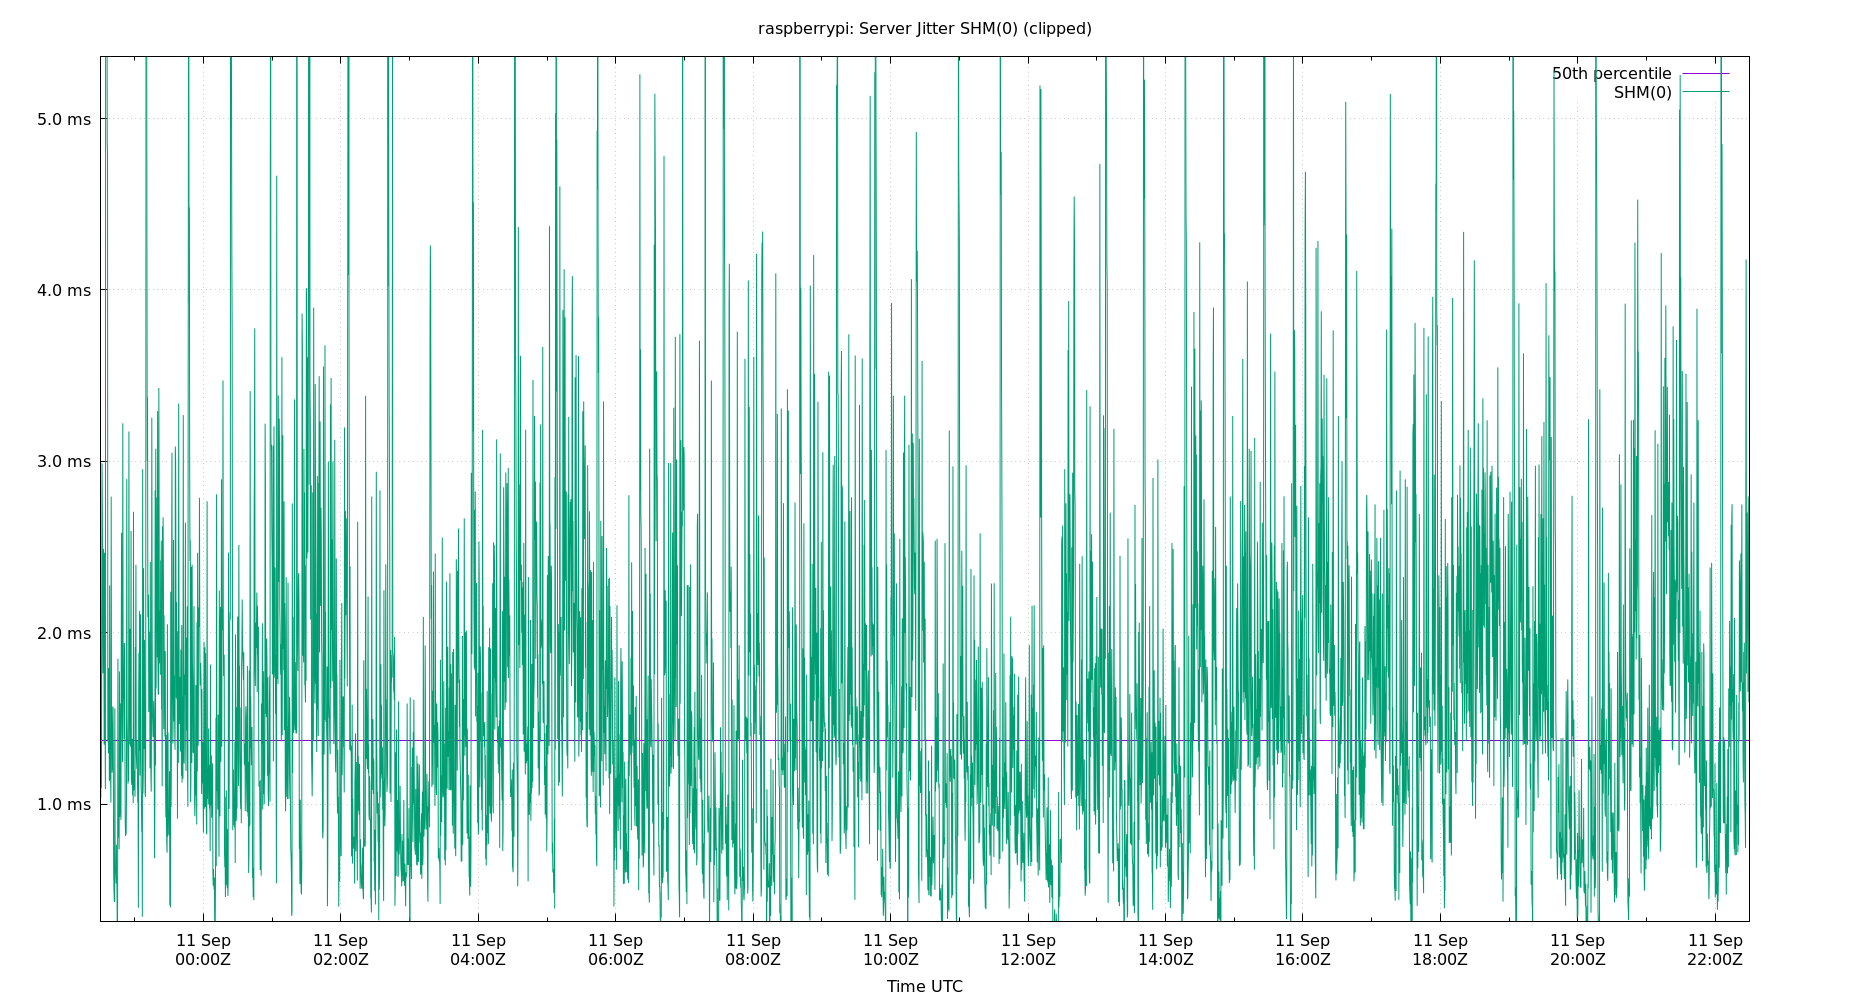 raspberrypi: Server Jitter SHM(0) (clipped)
50th percentile
SHM(0)
5.0 ms
4.0 ms
3.0 ms
2.0 ms
1.0 ms
11 Sep 11 Sep 11 Sep 11 Sep 11 Sep 11 Sep 11 Sep 11 Sep 11 Sep 11 Sep 11 Sep 11 Sep
00:00Z 02:00Z 04:00Z 06:00Z 08:00Z 10:00Z 12:00Z 14:00Z 16:00Z 18:00Z 20:00Z 22:00Z
Time UTC